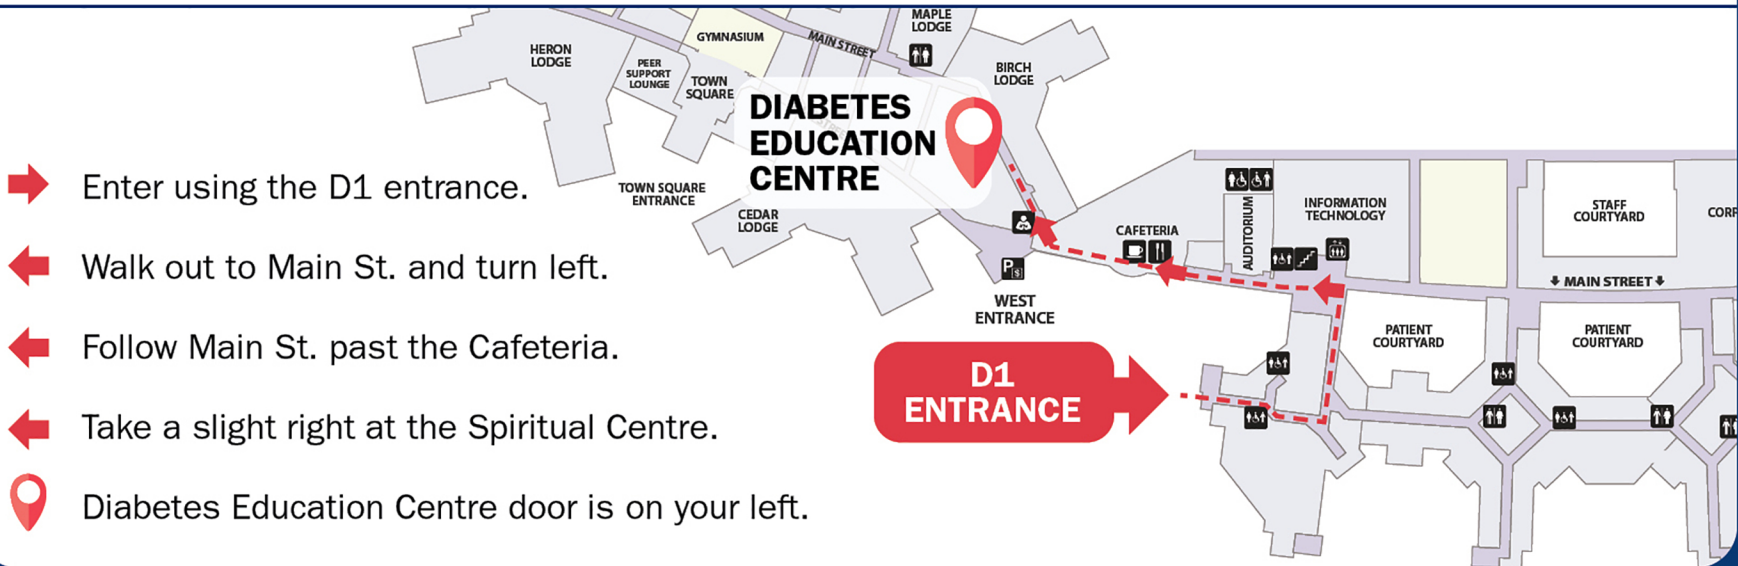 MAPLE
LODGE
GYMNASIUM
MAIN STREET
HERON
LODGE
PEER
SUPPORT
LOUNGE
TOWN
SQUARE
BIRCH
LODGE
DIABETES
EDUCATION
CENTRE
TOWN SQUARE
ENTRANCE
CEDAR
LODGE
CAFETERIA
AUDITORIUM
INFORMATION
TECHNOLOGY
STAFF
COURTYARD
MAIN STREET
P
$
WEST
ENTRANCE
PATIENT
COURTYARD
PATIENT
COURTYARD
D1
ENTRANCE
Enter using the D1 entrance.
Walk out to Main St. and turn left.
Follow Main St. past the Cafeteria.
Take a slight right at the Spiritual Centre.
Diabetes Education Centre door is on your left.